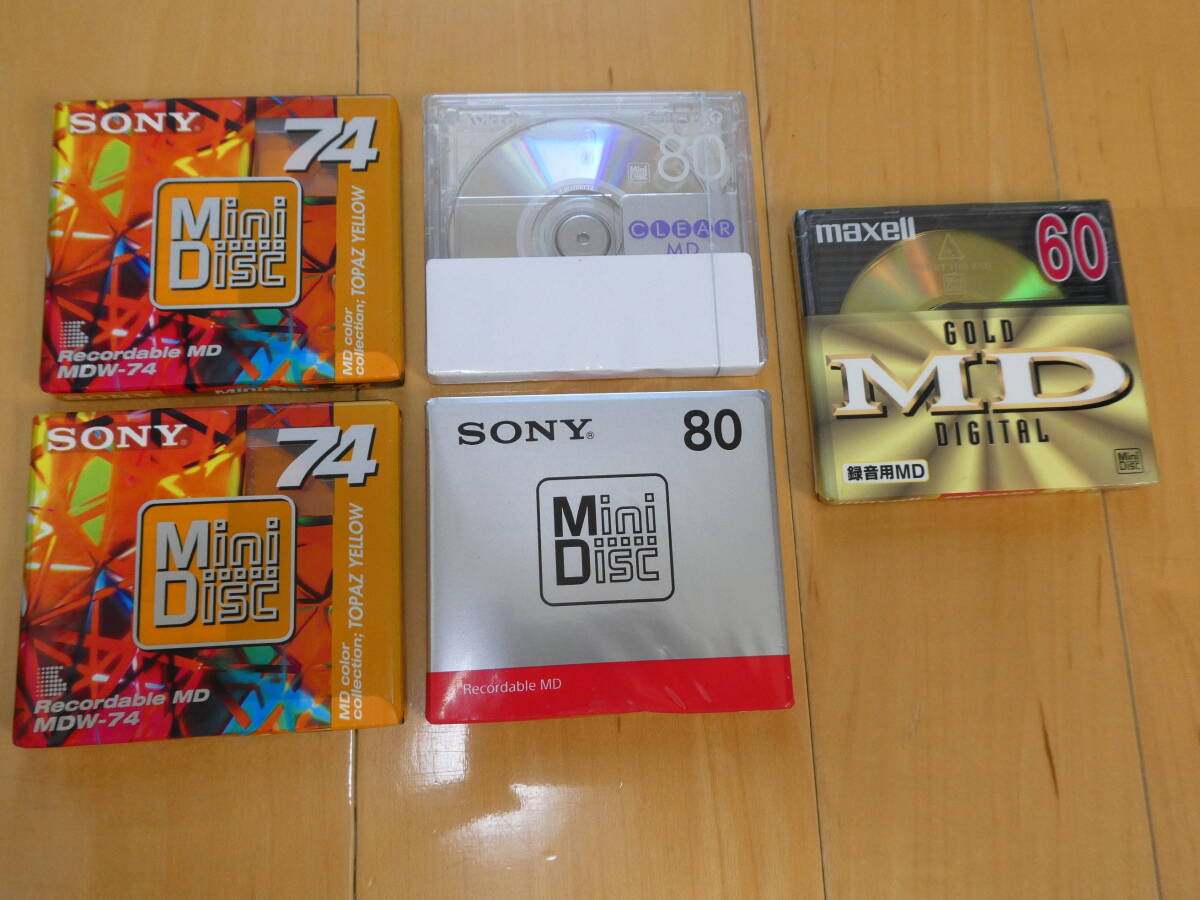 SONY®
74
Mini
Disc
Recordable MD
MDW-74
MD color
collection; TOPAZ YELLOW
80
Mini
Disc
CLEAR
MD
maxell
60
GOLD
MD
DIGITAL
録音用MD
Mini
Disc
SONY®
74
Mini
Disc
Recordable MD
MDW-74
MD color
collection; TOPAZ YELLOW
SONY®
80
Mini
Disc
Recordable MD